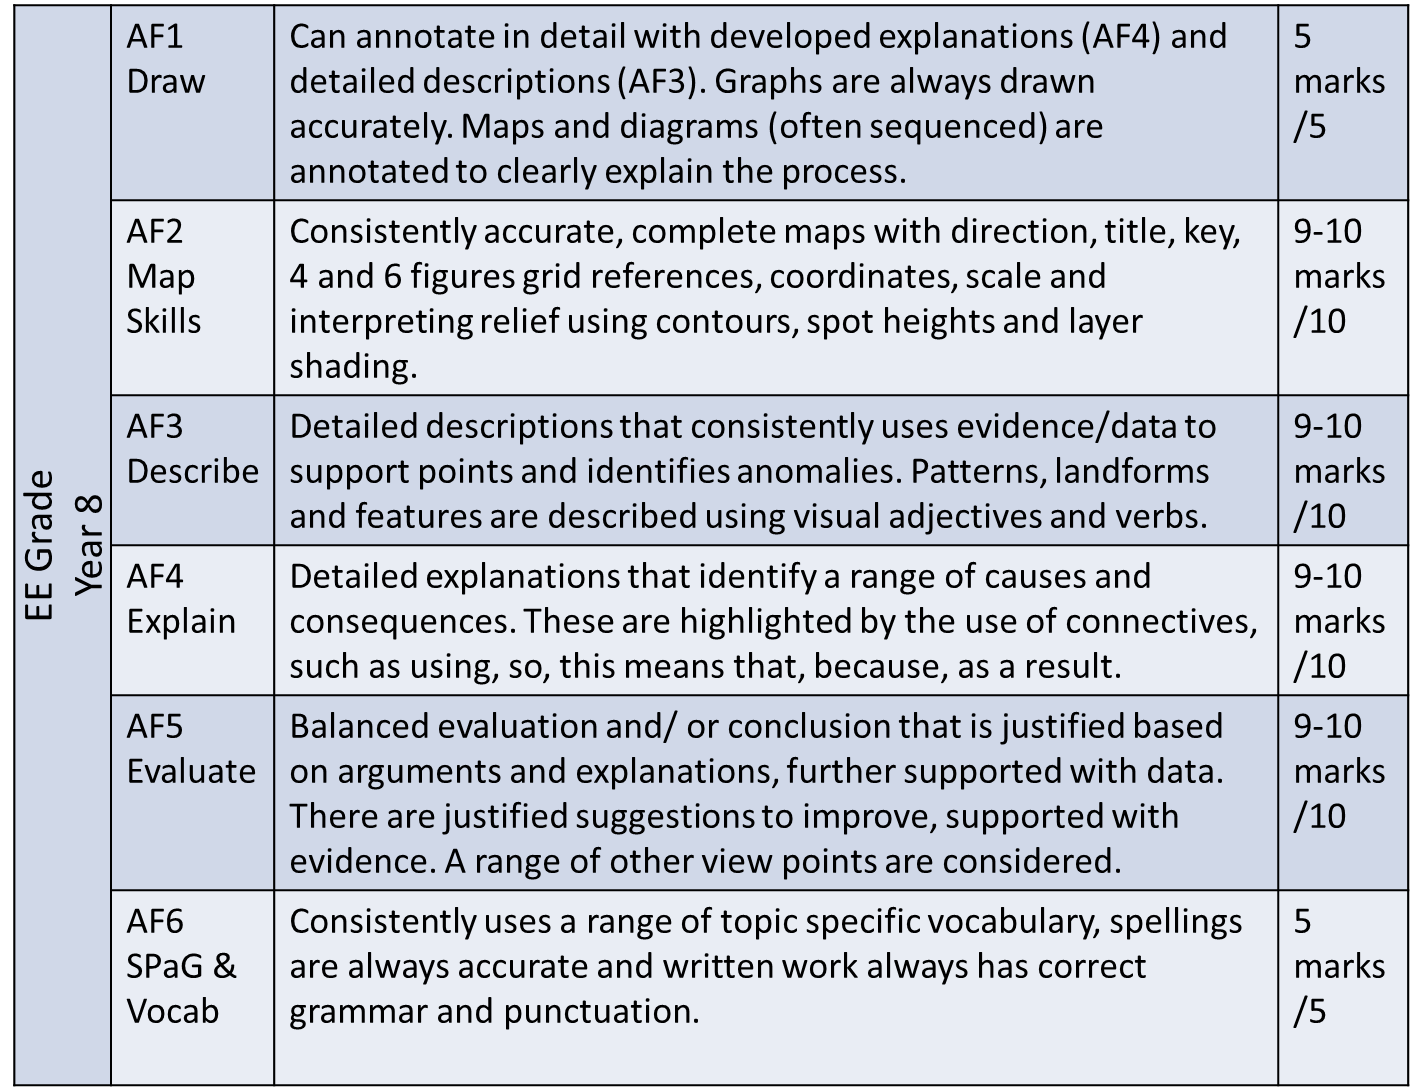 EE Grade
Year 8
AF1
Draw
Can annotate in detail with developed explanations (AF4) and
detailed descriptions (AF3). Graphs are always drawn
accurately. Maps and diagrams (often sequenced) are
annotated to clearly explain the process.
5
marks
/5
AF2
Map
Skills
Consistently accurate, complete maps with direction, title, key,
4 and 6 figures grid references, coordinates, scale and
interpreting relief using contours, spot heights and layer
shading.
9-10
marks
/10
AF3
Describe
Detailed descriptions that consistently uses evidence/data to
support points and identifies anomalies. Patterns, landforms
and features are described using visual adjectives and verbs.
9-10
marks
/10
AF4
Explain
Detailed explanations that identify a range of causes and
consequences. These are highlighted by the use of connectives,
such as using, so, this means that, because, as a result.
9-10
marks
/10
AF5
Evaluate
Balanced evaluation and/ or conclusion that is justified based
on arguments and explanations, further supported with data.
There are justified suggestions to improve, supported with
evidence. A range of other view points are considered.
9-10
marks
/10
AF6
SPaG &
Vocab
Consistently uses a range of topic specific vocabulary, spellings
are always accurate and written work always has correct
grammar and punctuation.
5
marks
/5